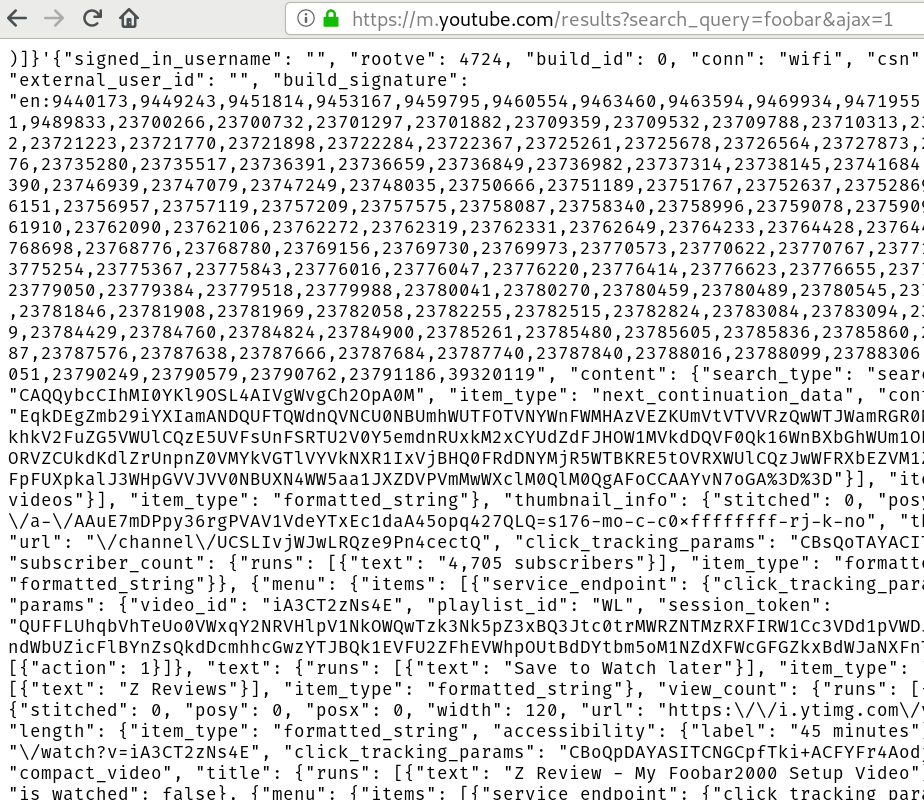 https://m.youtube.com/results?search_query=foobar&ajax=1
)]}'{"signed_in_username": "", "rootve": 4724, "build_id": 0, "conn": "wifi", "csn"
"external_user_id": "", "build_signature":
"en:9440173,9449243,9451814,9453167,9459795,9460554,9463460,9463594,9469934,9471955
1,9489833,23700266,23700732,23701297,23701882,23709359,23709532,23709788,23710313,23
2,23721223,23721770,23721898,23722284,23722367,23725261,23725678,23726564,23727873,2
76,23735280,23735517,23736391,23736659,23736849,23736982,23737314,23738145,23741684
390,23746939,23747079,23747249,23748035,23750666,23751189,23751767,23752637,2375286
6151,23756957,23757119,23757209,23757575,23758087,23758340,23758996,23759078,237590
61910,23762090,23762106,23762272,23762319,23762331,23762649,23764233,23764428,23764
768698,23768776,23768780,23769156,23769730,23769973,23770573,23770622,23770767,2377
3775254,23775367,23775843,23776016,23776047,23776220,23776414,23776623,23776655,237
23779050,23779384,23779518,23779988,23780041,23780270,23780459,23780489,23780545,23
,23781846,23781908,23781969,23782058,23782255,23782515,23782824,23783084,23783094,23
9,23784429,23784760,23784824,23784900,23785261,23785480,23785605,23785836,23785860,
87,23787576,23787638,23787666,23787684,23787740,23787840,23788016,23788099,23788306
051,23790249,23790579,23790762,23791186,39320119", "content": {"search_type": "sear
"CAQQybcCIhMI0YKl9OSL4AIVgWvgCh2OpA0M", "item_type": "next_continuation_data", "con
"EqkDEgZmb29iYXIamANDQUFTQWdnQVNCU0NBUmhWUTFOTVNYWnFWMHAzVEZKUmVtVTVVRzQwWTJWamRGR0
khkV2FuZG5VWUlCQzE5UVFsUnFSRTU2V0Y5emdnRUxkM2xCYUdZdFJHOW1MVkdDQVF0Qk16WnBXbGhWUm1O
ORVZCUkdKdlZrUnpnZ0VMYkVGTlVYVkNXR1IxVjBHQ0FRdDNYMjR5WTBKRE5tOVRXWUlCQzJwWFRXbEZVM1
FpFUXpkalJ3WHpGVVJVV0NBUXN4WW5aa1JXZDVPVmMwWXclM0QlM0QgAFoCCAAYvN7oGA%3D%3D"}], "it
videos"}], "item_type": "formatted_string"}, "thumbnail_info": {"stitched": 0, "pos
\/a-\/AAuE7mDPpy36rgPVAV1VdeYTxEc1daA45opq427QLQ=s176-mo-c-c0xffffffff-rj-k-no", "t
"url": "\/channel\/UCSLIvjWJwLRQze9Pn4cectQ", "click_tracking_params": "CBsQoTAYACI
"subscriber_count": {"runs": [{"text": "4,705 subscribers"}], "item_type": "formatt
"formatted_string"}}, {"menu": {"items": [{"service_endpoint": {"click_tracking_par
"params": {"video_id": "iA3CT2zNs4E", "playlist_id": "WL", "session_token":
"QUFFLUhqbVhTeUo0VWxqY2NRVHlpV1NkOWQwTzk3Nk5pZ3xBQ3Jtc0trMWRZNTMzRXFIRW1Cc3VDd1pVWD
ndWbUZicFlBYnZsQkdDcmhhcGwzYTJBQk1EVFU2ZFhEVWhpOUtBdDYtbm5oM1NZdXFWcGFGZkxBdWJaNXFn
[{"action": 1}]}, "text": {"runs": [{"text": "Save to Watch later"}], "item_type":
[{"text": "Z Reviews"}], "item_type": "formatted_string"}, "view_count": {"runs": [
{"stitched": 0, "posy": 0, "posx": 0, "width": 120, "url": "https:\/\/i.ytimg.com\/
"length": {"item_type": "formatted_string", "accessibility": {"label": "45 minutes"
"\/watch?v=iA3CT2zNs4E", "click_tracking_params": "CBoQpDAYASITCNGCpfTki+ACFYFr4Aod
"compact_video", "title": {"runs": [{"text": "Z Review - My Foobar2000 Setup Video"
"is_watched": false}, {"menu": {"items": [{"service_endpoint": {"click_tracking_par